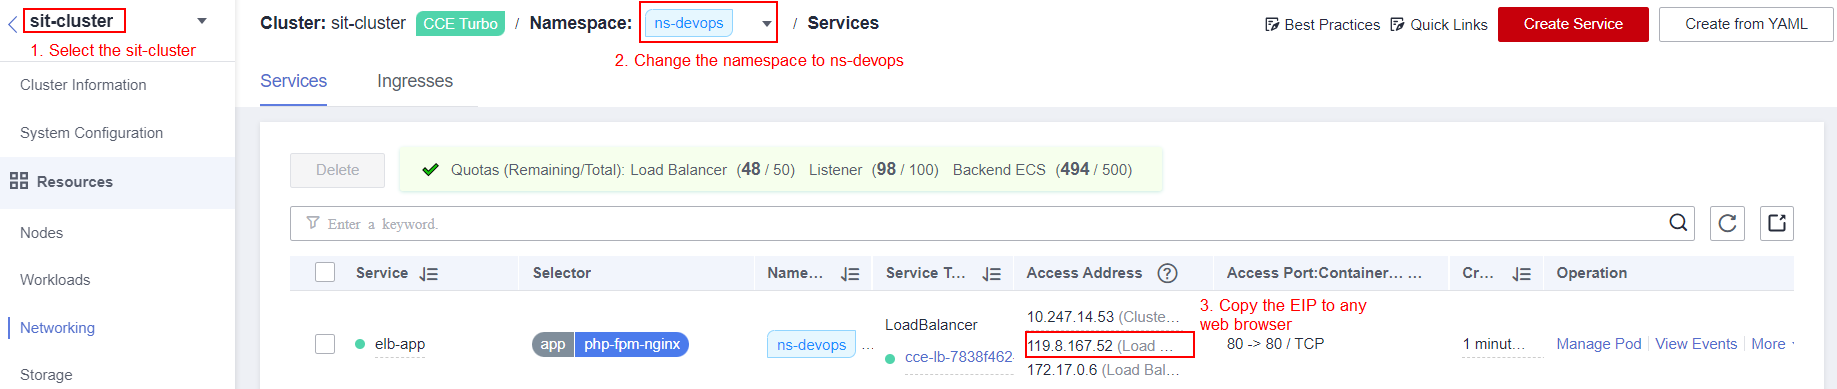 sit-cluster
1. Select the sit-cluster
Cluster Information
System Configuration
Resources
Nodes
Workloads
Networking
Storage
Cluster: sit-cluster CCE Turbo / Namespace: ns-devops / Services
2. Change the namespace to ns-devops
Best Practices Quick Links Create Service Create from YAML
Services Ingresses
Delete
Quotas (Remaining/Total): Load Balancer (48 / 50) Listener (98 / 100) Backend ECS (494 / 500)
Enter a keyword.
Service Selector Name... Service T... Access Address ? Access Port:Container... ... Cr... Operation
elb-app
app php-fpm-nginx
ns-devops ...
LoadBalancer
cce-lb-7838f462-
10.247.14.53 (Cluste...
119.8.167.52 (Load ...
172.17.0.6 (Load Bal...
3. Copy the EIP to any
web browser
80 -> 80 / TCP
1 minut...
Manage Pod View Events More